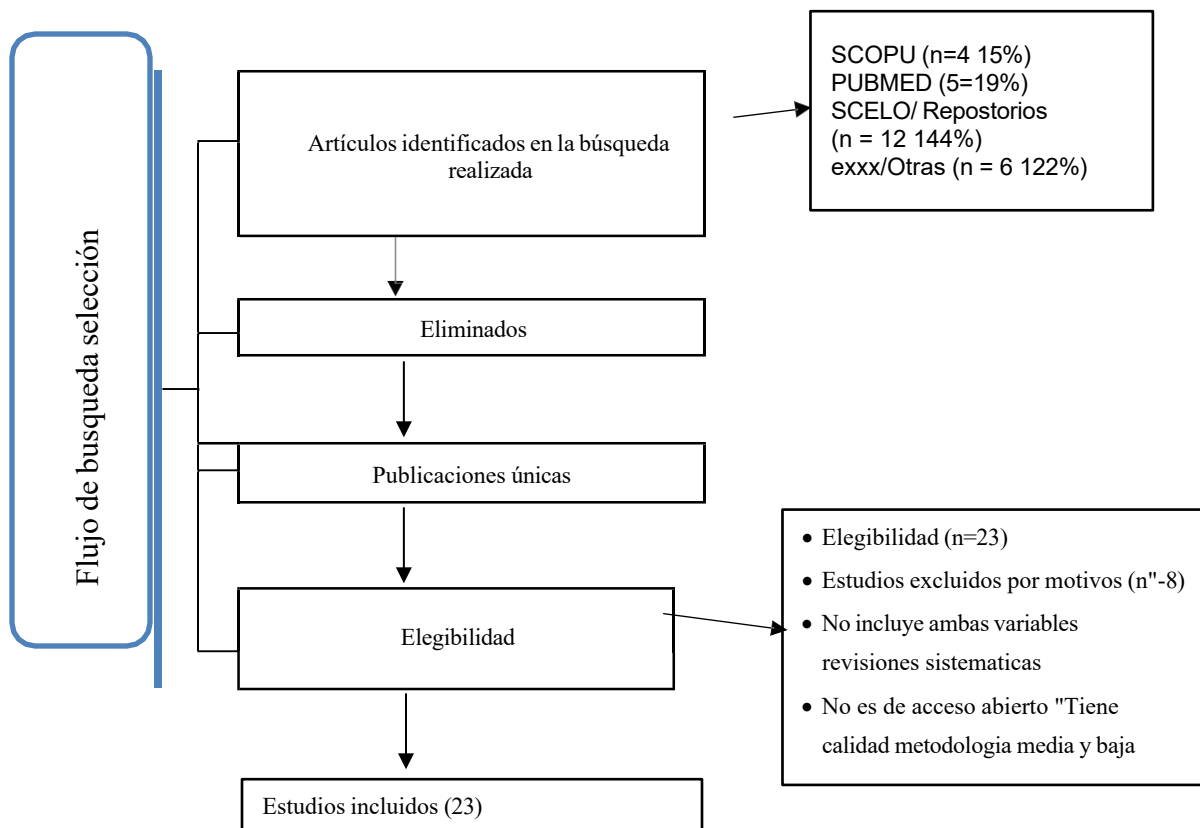 Flujo de busqueda selección
Artículos identificados en la búsqueda
realizada
SCOPU (n=4 15%)
PUBMED (5=19%)
SCELO/ Repostorios
(n = 12 144%)
exxx/Otras (n = 6 122%)
Eliminados
Publicaciones únicas
Elegibilidad
• Elegibilidad (n=23)
• Estudios excluidos por motivos (n"-8)
• No incluye ambas variables
revisiones sistematicas
• No es de acceso abierto "Tiene
calidad metodologia media y baja
Estudios incluidos (23)